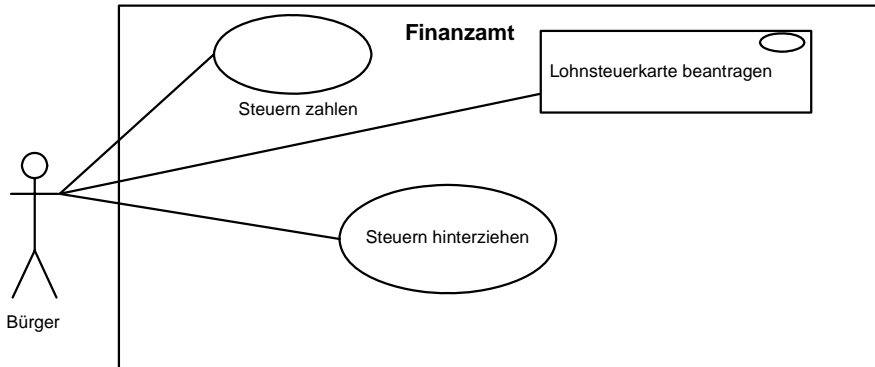 Finanzamt
Lohnsteuerkarte beantragen
Steuern zahlen
Steuern hinterziehen
Bürger